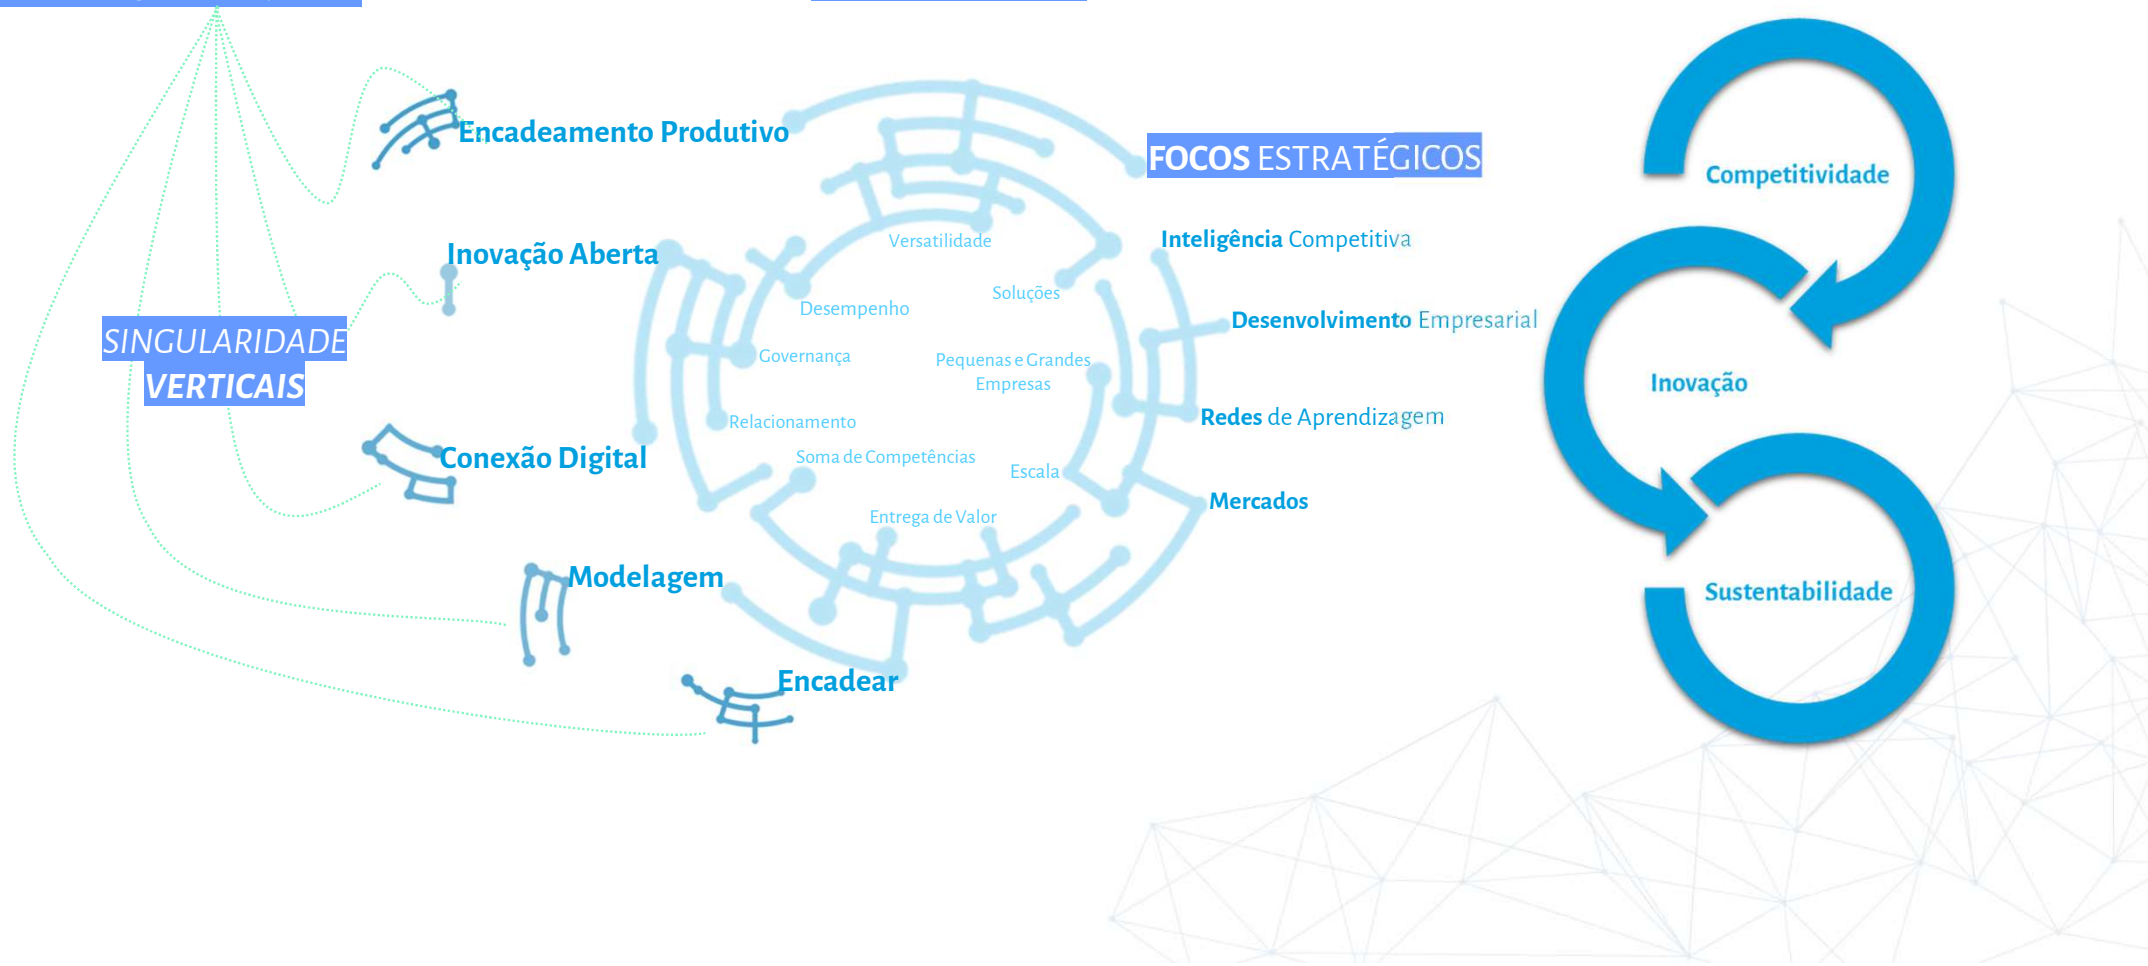 SINGULARIDADE
VERTICAIS
Encadeamento Produtivo
Inovação Aberta
Conexão Digital
Modelagem
Encadear
Versatilidade
Soluções
Desempenho
Governança
Pequenas e Grandes
Empresas
Relacionamento
Soma de Competências
Escala
Entrega de Valor
FOCOS ESTRATÉGICOS
Inteligência Competitiva
Desenvolvimento Empresarial
Redes de Aprendizagem
Mercados
Competitividade
Inovação
Sustentabilidade